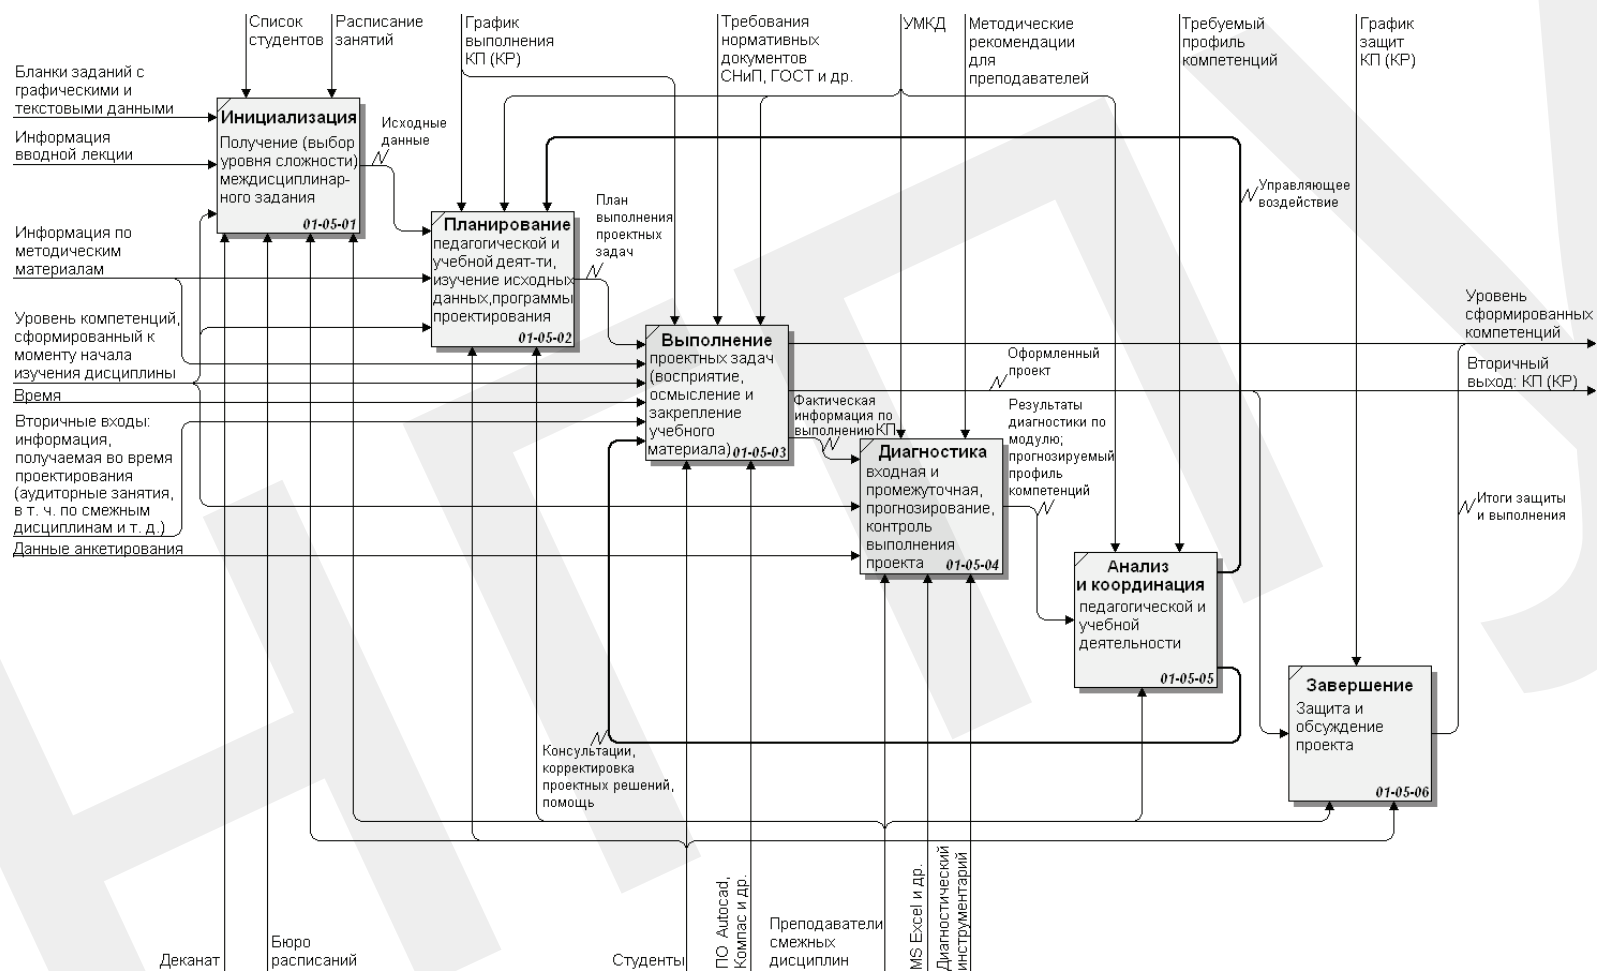 Список
студентов
Расписание
занятий
График
выполнения
КП (КР)
Требования
нормативных
документов
СНиП, ГОСТ и др.
УМКД
Методические
рекомендации
для
преподавателей
Требуемый
профиль
компетенций
График
защит
КП (КР)
Бланки заданий с
графическими и
текстовыми данными
Информация
вводной лекции
Информация по
методическим
материалам
Уровень компетенций,
сформированный к
моменту начала
изучения дисциплины
Время
Вторичные входы:
информация,
получаемая во время
проектирования
(аудиторные занятия,
в т. ч. по смежным
дисциплинам и т. д.)
Данные анкетирования
Инициализация
Получение (выбор
уровня сложности)
междисциплинар-
ного задания
01-05-01
Исходные
данные
Планирование
педагогической и
учебной деят-ти,
изучение исходных
данных,программы
проектирования
01-05-02
План
выполнения
проектных
задач
Выполнение
проектных задач
(восприятие,
осмысление и
закрепление
учебного
материала)
01-05-03
Фактическая
информация по
выполнению КП
Диагностика
входная и
промежуточная,
прогнозирование,
контроль
выполнения
проекта
01-05-04
Оформленный
проект
Результаты
диагностики по
модулю;
прогнозируемый
профиль
компетенций
Анализ
и координация
педагогической и
учебной
деятельности
01-05-05
Управляющее
воздействие
Завершение
Защита и
обсуждение
проекта
01-05-06
Уровень
сформированных
компетенций
Вторичный
выход: КП (КР)
Итоги защиты
и выполнения
Консультации,
корректировка
проектных решений,
помощь
Деканат
Бюро
расписаний
Студенты
ПО Autocad,
Компас и др.
Преподаватели
смежных
дисциплин
MS Excel и др.
Диагностический
инструментарий
НПУ